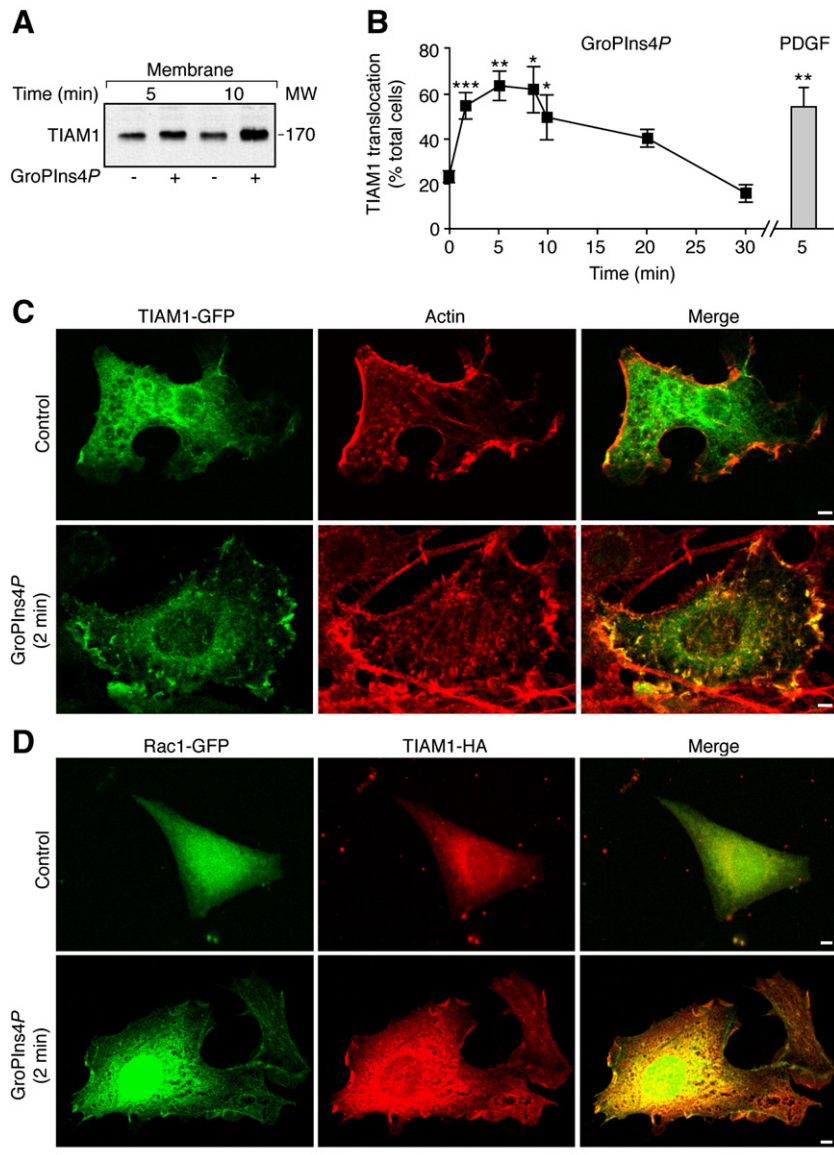 A
Membrane
Time (min) 5 10 MW
TIAM1 -170
GroPIns4P - + - +
B
GroPIns4P PDGF
TIAM1 translocation
(% total cells)
80
60
40
20
0
*** ** * * **
0 5 10 15 20 25 30 5
Time (min)
C
TIAM1-GFP Actin Merge
Control
GroPIns4P
(2 min)
D
Rac1-GFP TIAM1-HA Merge
Control
GroPIns4P
(2 min)